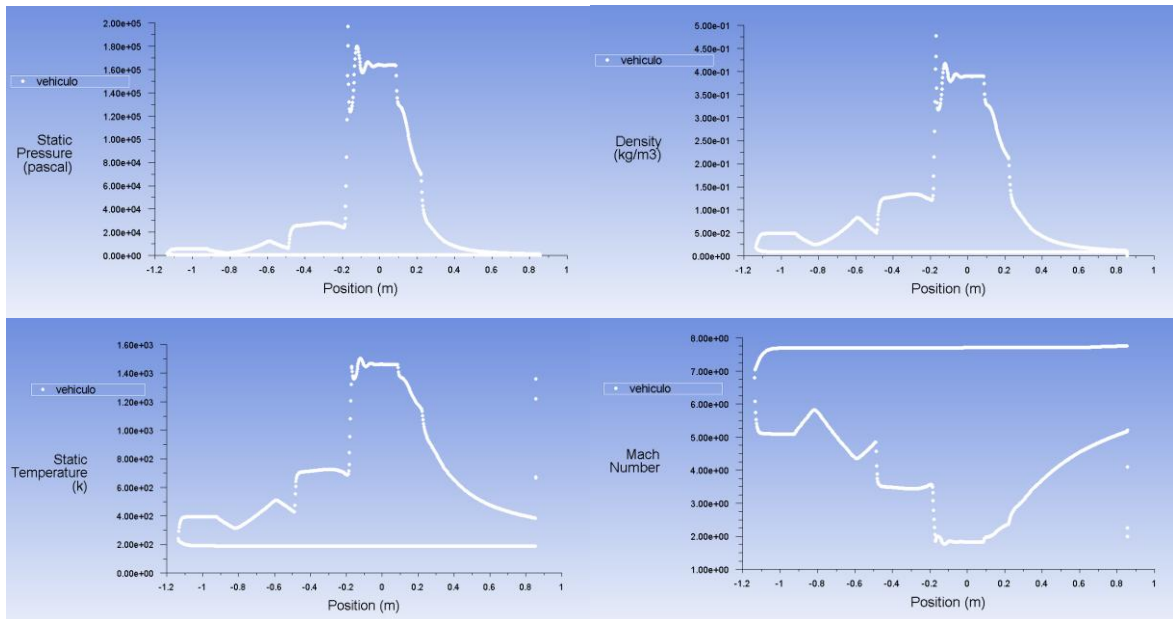 2.00e+05
1.80e+05
1.60e+05
1.40e+05
1.20e+05
1.00e+05
8.00e+04
6.00e+04
4.00e+04
2.00e+04
0.00e+00
vehiculo
Static
Pressure
(pascal)
-1.2 -1 -0.8 -0.6 -0.4 -0.2 0 0.2 0.4 0.6 0.8 1
Position (m)
5.00e-01
4.50e-01
4.00e-01
3.50e-01
3.00e-01
2.50e-01
2.00e-01
1.50e-01
1.00e-01
5.00e-02
0.00e+00
vehiculo
Density
(kg/m3)
-1.2 -1 -0.8 -0.6 -0.4 -0.2 0 0.2 0.4 0.6 0.8 1
Position (m)
1.60e+03
1.40e+03
1.20e+03
1.00e+03
8.00e+02
6.00e+02
4.00e+02
2.00e+02
0.00e+00
vehiculo
Static
Temperature
(k)
-1.2 -1 -0.8 -0.6 -0.4 -0.2 0 0.2 0.4 0.6 0.8 1
Position (m)
8.00e+00
7.00e+00
6.00e+00
5.00e+00
4.00e+00
3.00e+00
2.00e+00
1.00e+00
vehiculo
Mach
Number
-1.2 -1 -0.8 -0.6 -0.4 -0.2 0 0.2 0.4 0.6 0.8 1
Position (m)